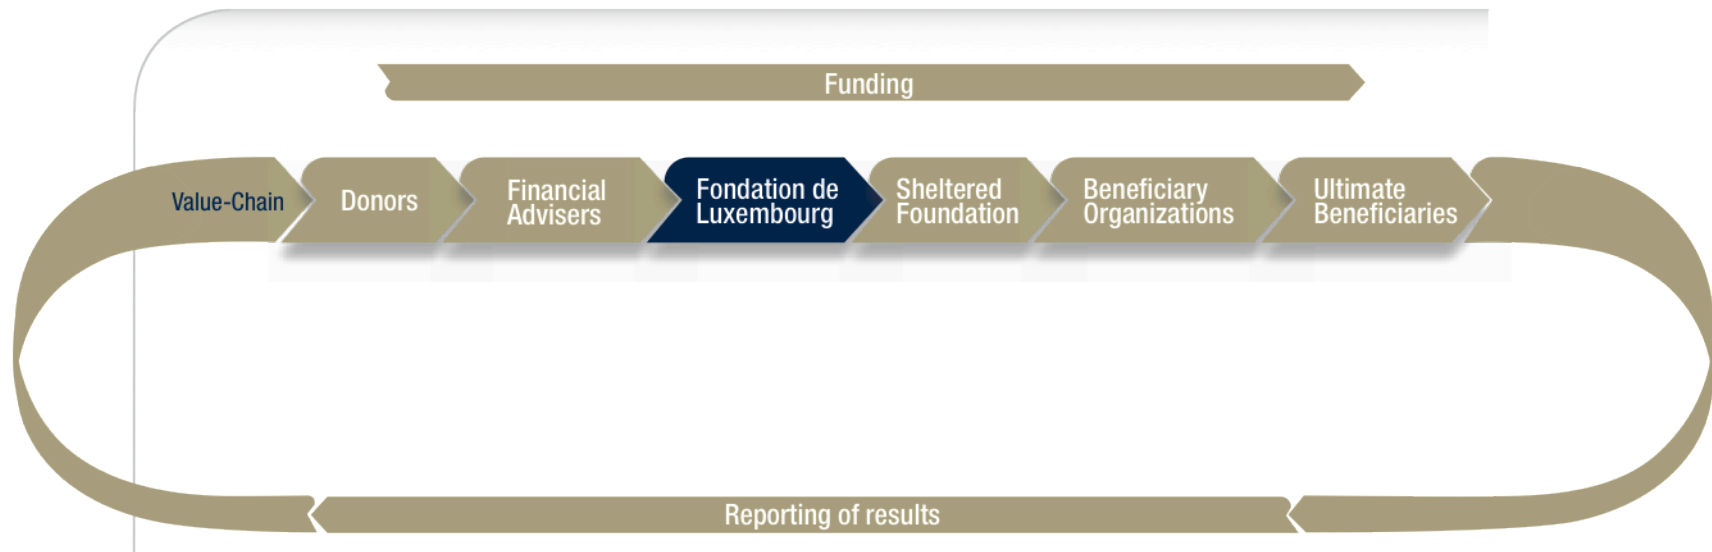 Funding
Value-Chain
Donors
Financial
Advisers
Fondation de
Luxembourg
Sheltered
Foundation
Beneficiary
Organizations
Ultimate
Beneficiaries
Reporting of results